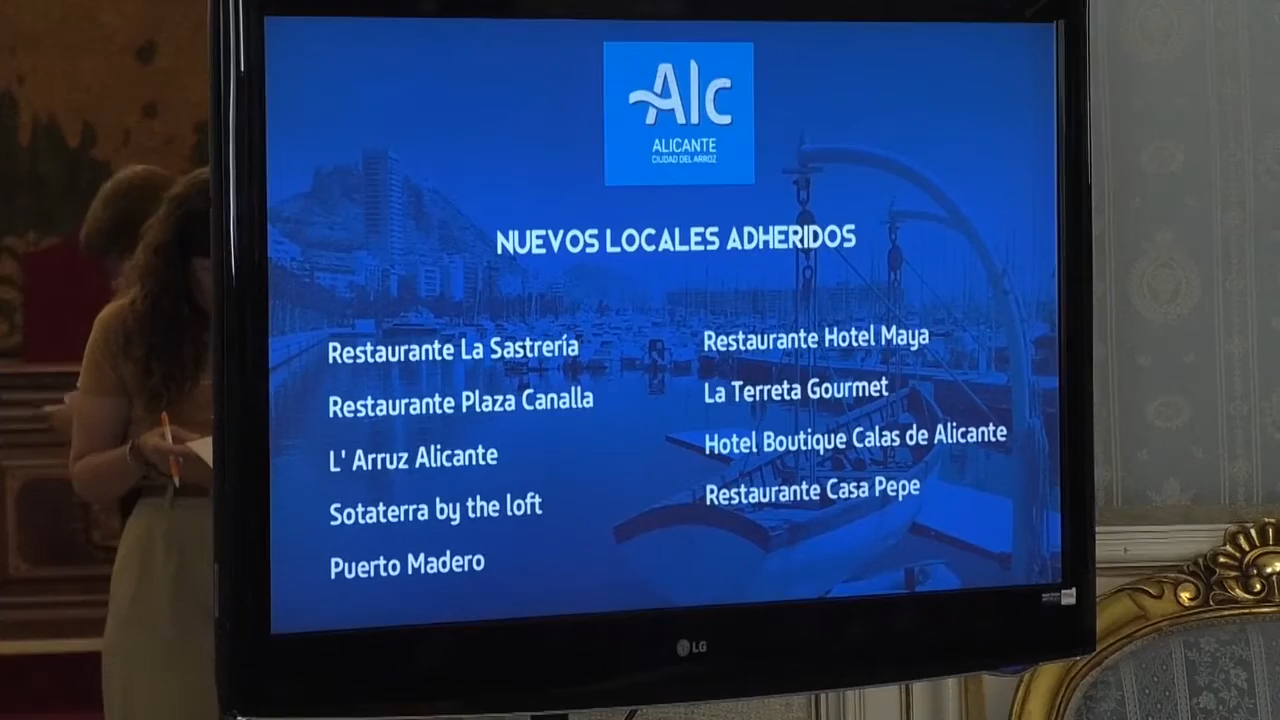 Alc
ALICANTE
CIUDAD DEL ARROZ
NUEVOS LOCALES ADHERIDOS
Restaurante La Sastrería
Restaurante Plaza Canalla
L' Arruz Alicante
Sotaterra by the loft
Puerto Madero
Restaurante Hotel Maya
La Terreta Gourmet
Hotel Boutique Calas de Alicante
Restaurante Casa Pepe
LG